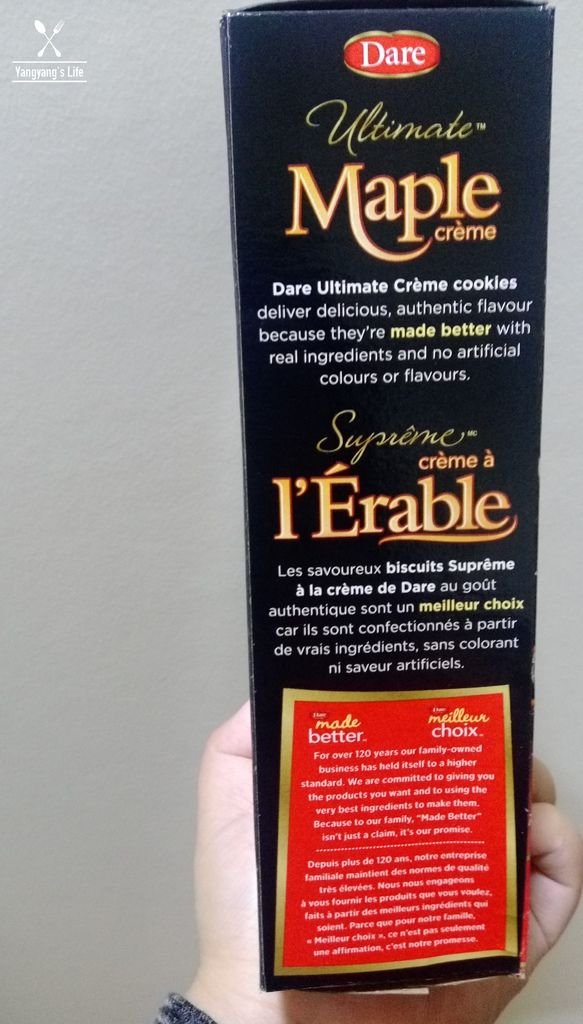 Yangyang's Life
Dare
Ultimate™
Maple
crème
Dare Ultimate Crème cookies
deliver delicious, authentic flavour
because they're made better with
real ingredients and no artificial
colours or flavours.
Suprême MC
crème à
l'Érable
Les savoureux biscuits Suprême
à la crème de Dare au goût
authentique sont un meilleur choix
car ils sont confectionnés à partir
de vrais ingrédients, sans colorant
ni saveur artificiels.
Dare
made
better™
Dare
meilleur
choix
For over 120 years our family-owned
business has held itself to a higher
standard. We are committed to giving you
the products you want and to using the
very best ingredients to make them.
Because to our family, "Made Better"
isn't just a claim, it's our promise.
Depuis plus de 120 ans, notre entreprise
familiale maintient des normes de qualité
très élevées. Nous nous engageons
à vous fournir les produits que vous voulez,
faits à partir des meilleurs ingrédients qui
soient. Parce que pour notre famille,
« Meilleur choix », ce n'est pas seulement
une affirmation, c'est notre promesse.